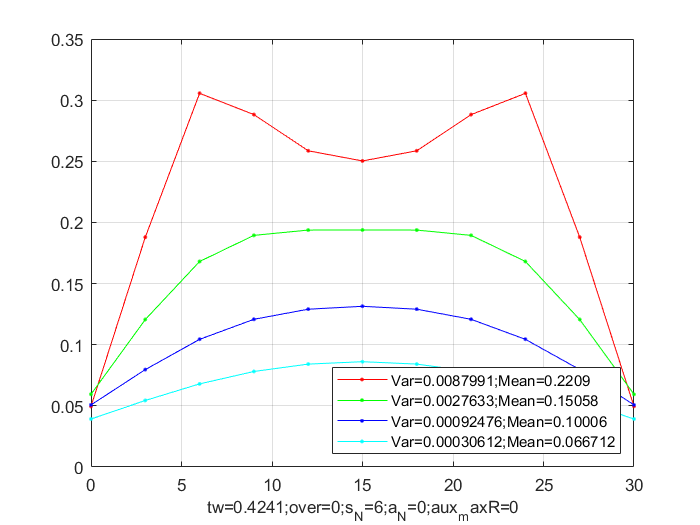 0.35
0.3
0.25
0.2
0.15
0.1
0.05
0
Var=0.0087991;Mean=0.2209
Var=0.0027633;Mean=0.15058
Var=0.00092476;Mean=0.10006
Var=0.00030612;Mean=0.066712
0 5 10 15 20 25 30
tw=0.4241;over=0;s_N=6;a_N=0;aux_maxR=0